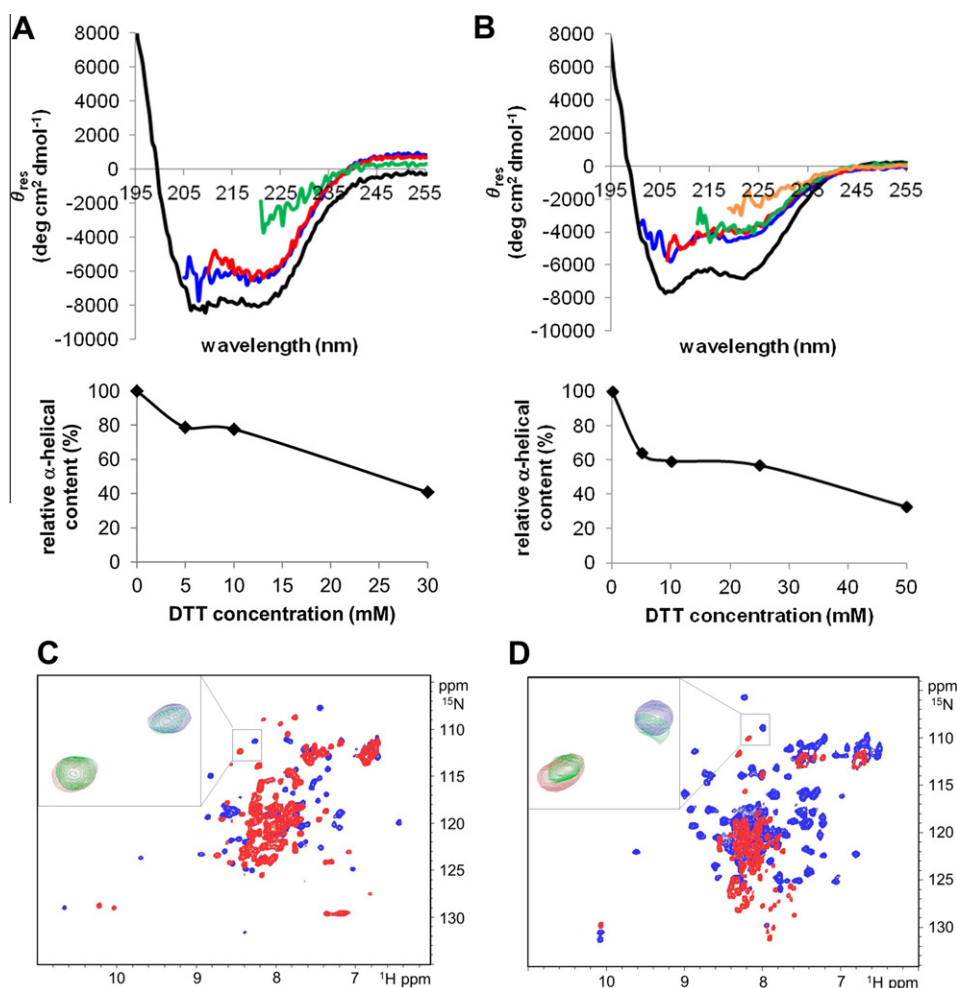 A
8000
6000
4000
2000
0
-2000
-4000
-6000
-8000
-10000
195 205 215 225 235 245 255
θres
(deg cm2 dmol-1)
wavelength (nm)
B
8000
6000
4000
2000
0
-2000
-4000
-6000
-8000
-10000
195 205 215 225 235 245 255
θres
(deg cm2 dmol-1)
wavelength (nm)
100
80
60
40
20
0
relative α-helical
content (%)
0 5 10 15 20 25 30
DTT concentration (mM)
100
80
60
40
20
0
relative α-helical
content (%)
0 10 20 30 40 50
DTT concentration (mM)
C
ppm
15N
110
115
120
125
130
10 9 8 7 1H ppm
D
ppm
15N
110
115
120
125
130
10 9 8 7 1H ppm